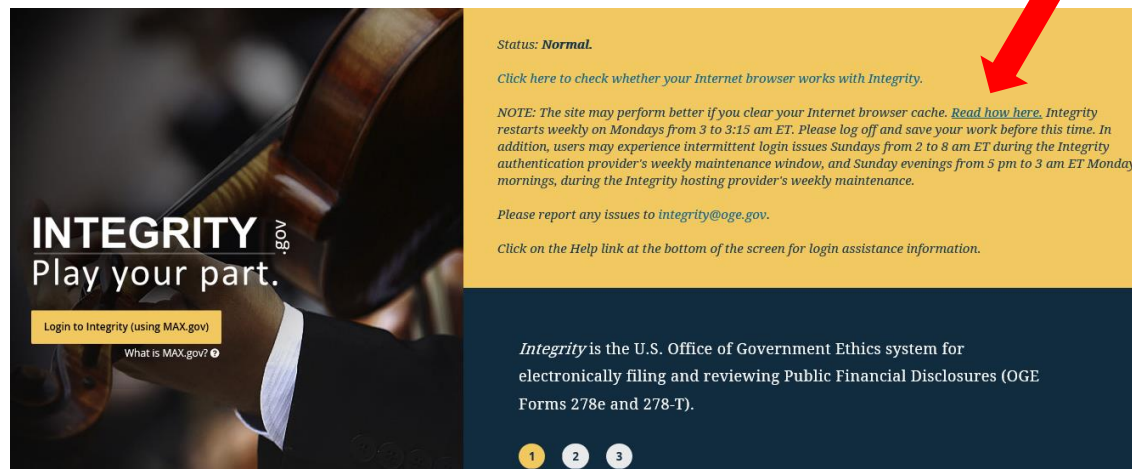 INTEGRITY
.gov
Play your part.
Login to Integrity (using MAX.gov)
What is MAX.gov? ?
Status: Normal.
Click here to check whether your Internet browser works with Integrity.
NOTE: The site may perform better if you clear your Internet browser cache. Read how here. Integrity
restarts weekly on Mondays from 3 to 3:15 am ET. Please log off and save your work before this time. In
addition, users may experience intermittent login issues Sundays from 2 to 8 am ET during the Integrity
authentication provider's weekly maintenance window, and Sunday evenings from 5 pm to 3 am ET Monday
mornings, during the Integrity hosting provider's weekly maintenance.
Please report any issues to integrity@oge.gov.
Click on the Help link at the bottom of the screen for login assistance information.
Integrity is the U.S. Office of Government Ethics system for
electronically filing and reviewing Public Financial Disclosures (OGE
Forms 278e and 278-T).
1 2 3